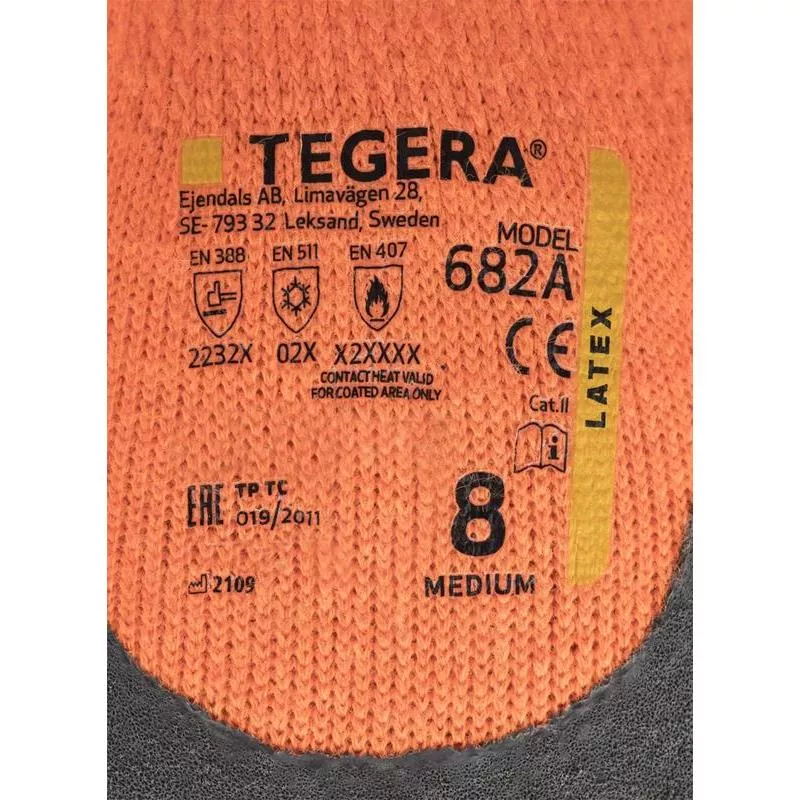 TEGERA®
Ejendals AB, Limavägen 28,
SE- 793 32 Leksand, Sweden
MODEL
682A
EN 388 EN 511 EN 407
2232X 02X X2XXXX
CONTACT HEAT VALID
FOR COATED AREA ONLY
CE
Cat.II
i
LATEX
EAC TP TC
019/2011
8
MEDIUM
2109